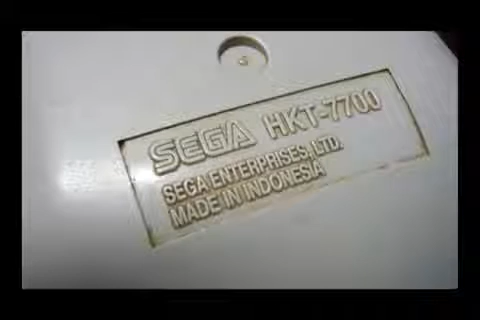 SEGA HKT-7700
SEGA ENTERPRISES, LTD.
MADE IN INDONESIA